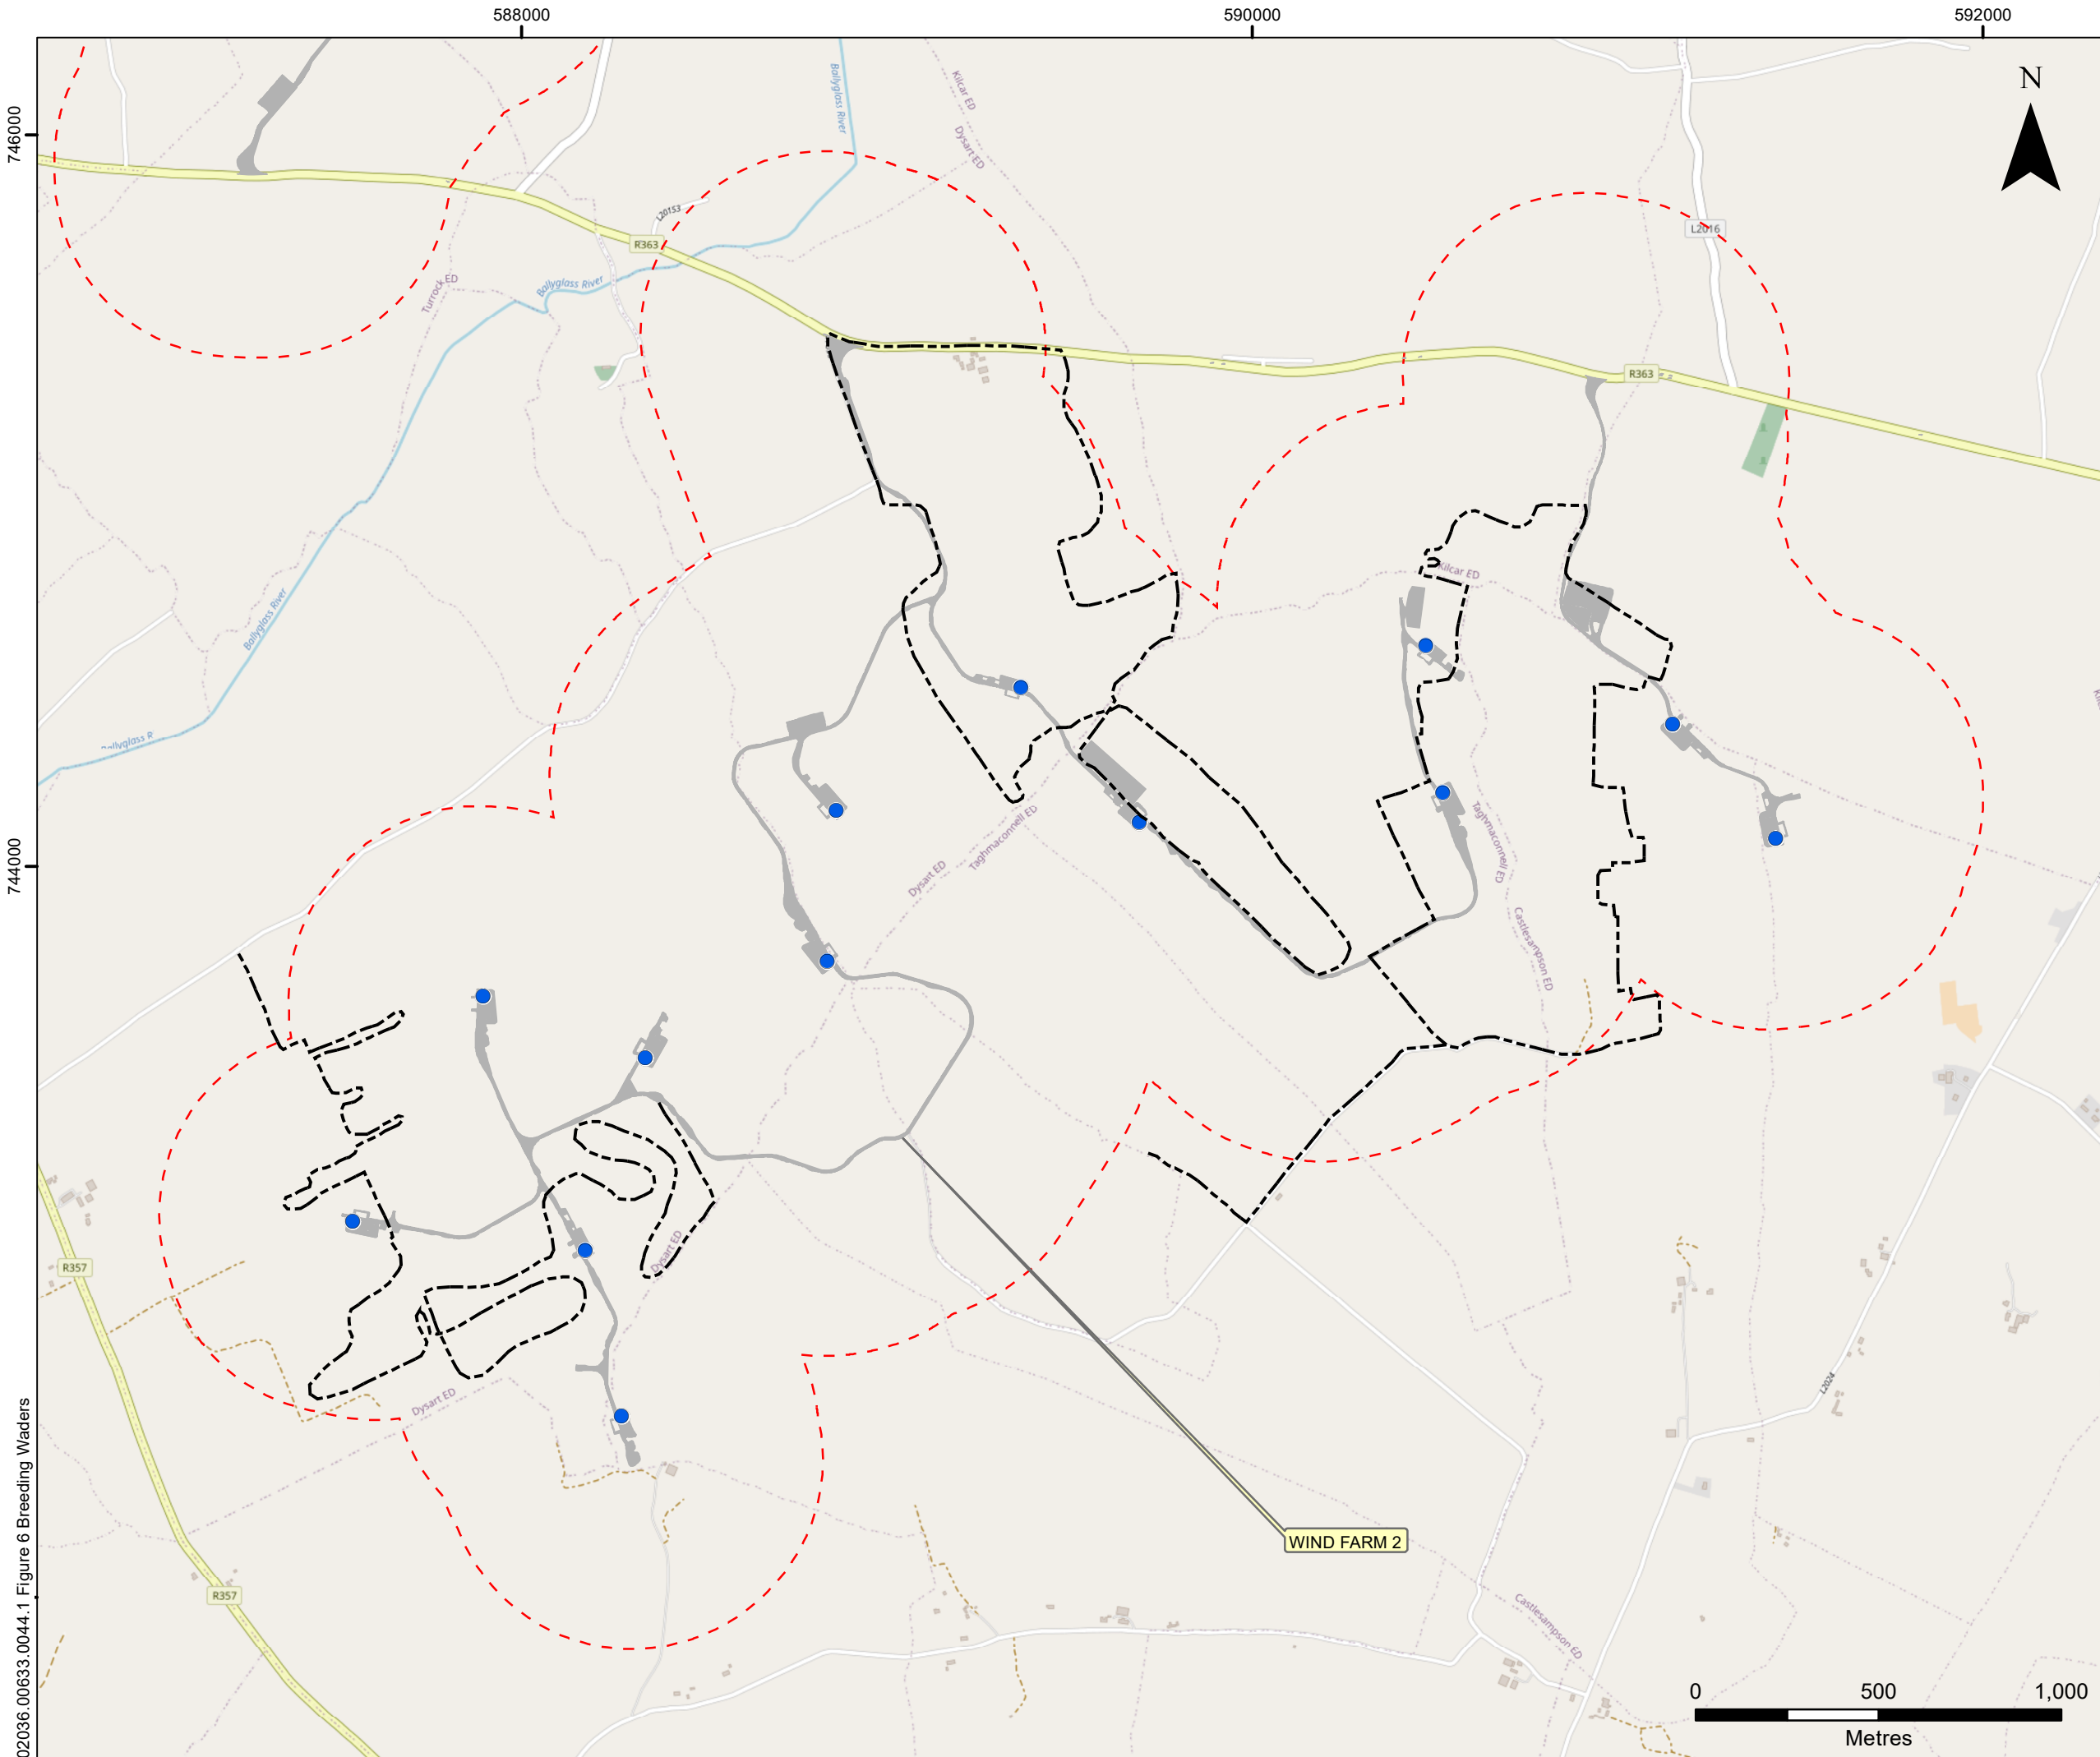 588000
590000
592000
746000
744000
N
Ballyglass River
Kilcar ED
Dysart ED
L20153
R363
L2016
Turrock ED
Ballyglass River
R363
Kilcar ED
Ballyglass River
Taghmaconnell ED
Dysart ED
Taghmaconnell ED
Castlesampson ED
Dysart ED
R357
Dysart ED
L2024
WIND FARM 2
R357
Castlesampson ED
0 500 1,000
Metres
02036.00633.0044.1 Figure 6 Breeding Waders